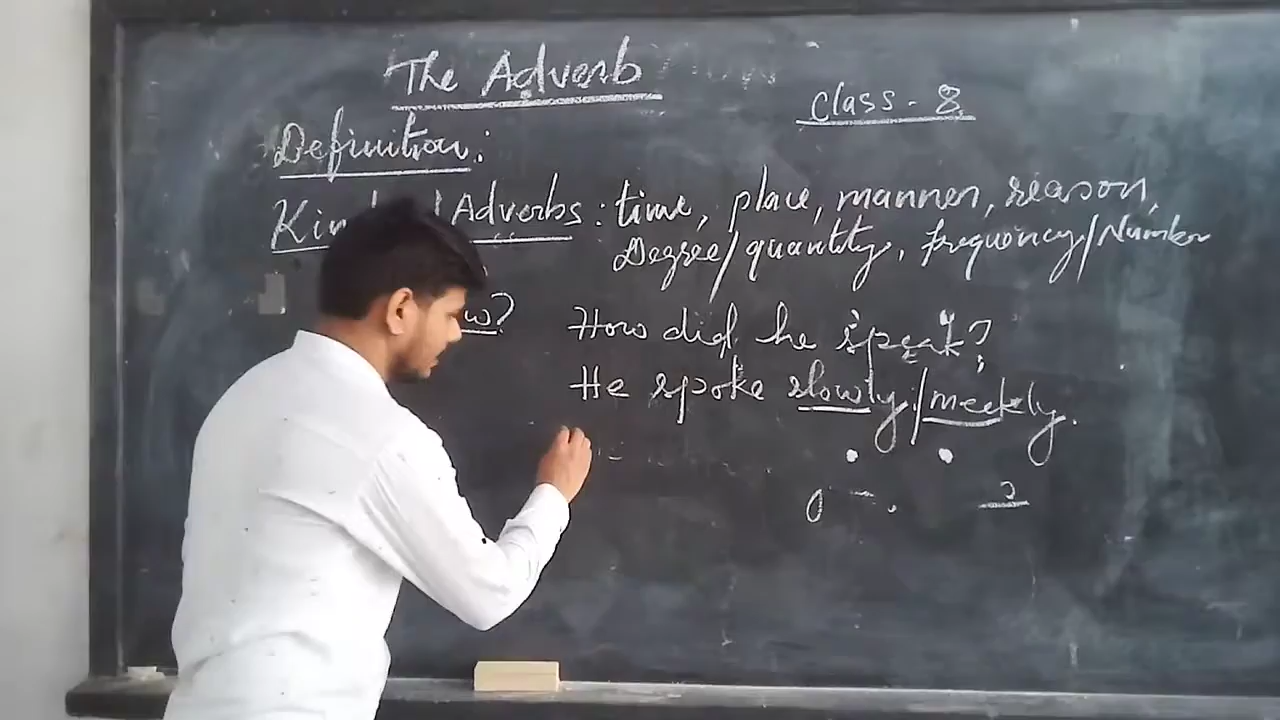 The Adverb
Class - 8
Definition:
Adverbs: time, place, manner, reason,
Degree/quantity, frequency/Number
How did he speak?
He spoke slowly/meekly.